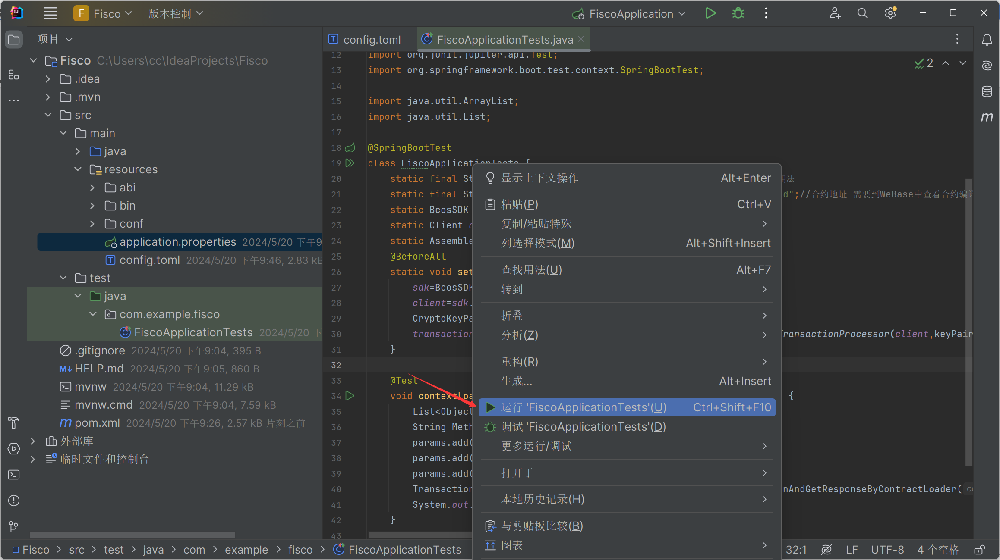 F Fisco 版本控制 FiscoApplication
项目
config.toml FiscoApplicationTests.java
Fisco C:\Users\cc\IdeaProjects\Fisco
.idea
.mvn
src
main
java
resources
abi
bin
conf
application.properties 2024/5/20 下午9
config.toml 2024/5/20 下午9:46, 2.83 kB
test
java
com.example.fisco
FiscoApplicationTests 2024/5/20 下
.gitignore 2024/5/20 下午9:04, 395 B
HELP.md 2024/5/20 下午9:05, 860 B
mvnw 2024/5/20 下午9:04, 11.29 kB
mvnw.cmd 2024/5/20 下午9:04, 7.59 kB
pom.xml 2024/5/20 下午9:26, 2.57 kB 片刻之前
外部库
临时文件和控制台
2
12 import org.junit.jupiter.api.Test;
13 import org.springframework.boot.test.context.SpringBootTest;
14
15 import java.util.ArrayList;
16 import java.util.List;
17
18 @SpringBootTest
19 class FiscoApplicationTests {
20 static final St 用法
21 static final St d";//合约地址 需要到WeBase中查看合约编译
22 static BcosSDK
23 static Client c
24 static Assemble
25 @BeforeAll
26 static void set
27 sdk=BcosSDK
28 client=sdk.
29 CryptoKeyPa
30 transaction ransactionProcessor(client,keyPair
31 }
32
33 @Test
34 void contextLoa {
35 List<Object
36 String Meth
37 params.add(
38 params.add(
39 params.add(
40 Transaction nAndGetResponseByContractLoader( co
41 System.out.
42 }
43
显示上下文操作 Alt+Enter
粘贴(P) Ctrl+V
复制/粘贴特殊
列选择模式(M) Alt+Shift+Insert
查找用法(U) Alt+F7
转到
折叠
分析(Z)
重构(R)
生成... Alt+Insert
运行 'FiscoApplicationTests'(U) Ctrl+Shift+F10
调试 'FiscoApplicationTests'(D)
更多运行/调试
打开于
本地历史记录(H)
与剪贴板比较(B)
图表
Fisco > src > test > java > com > example > fisco > FiscoApplicationTests 32:1 LF UTF-8 4 个空格